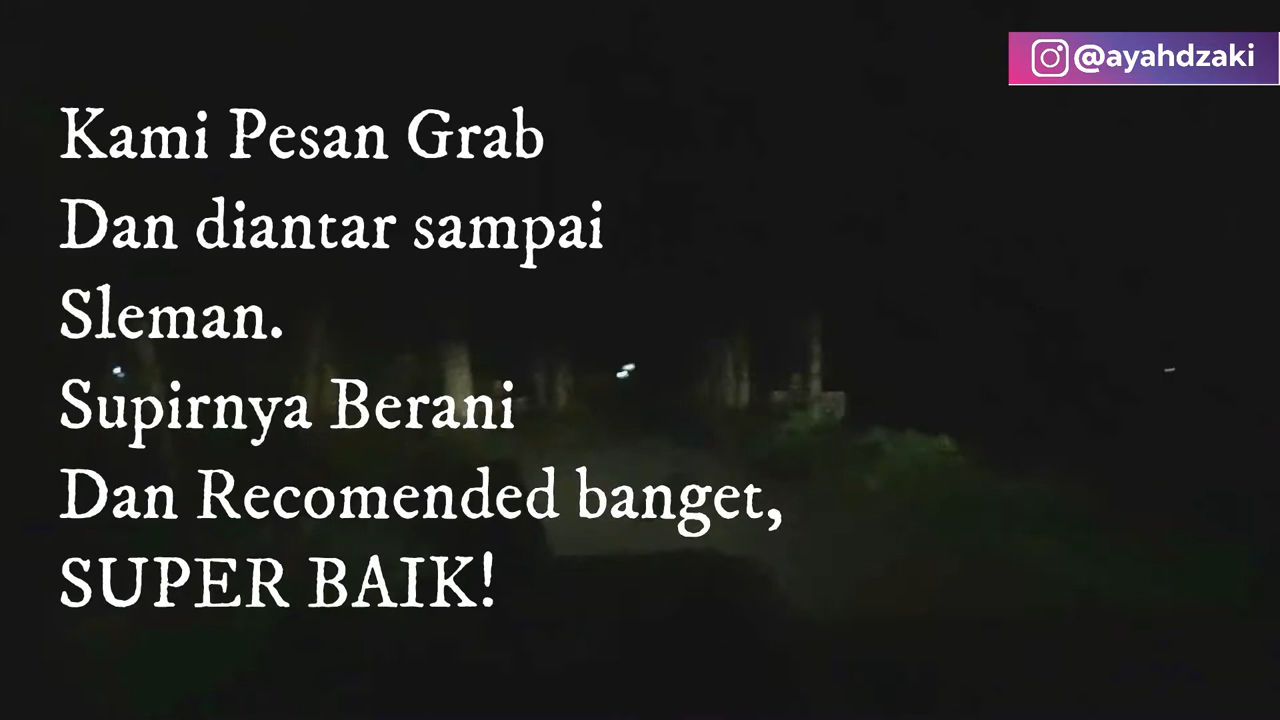 @ayahdzaki
Kami Pesan Grab
Dan diantar sampai
Sleman.
Supirnya Berani
Dan Recomended banget,
SUPER BAIK!